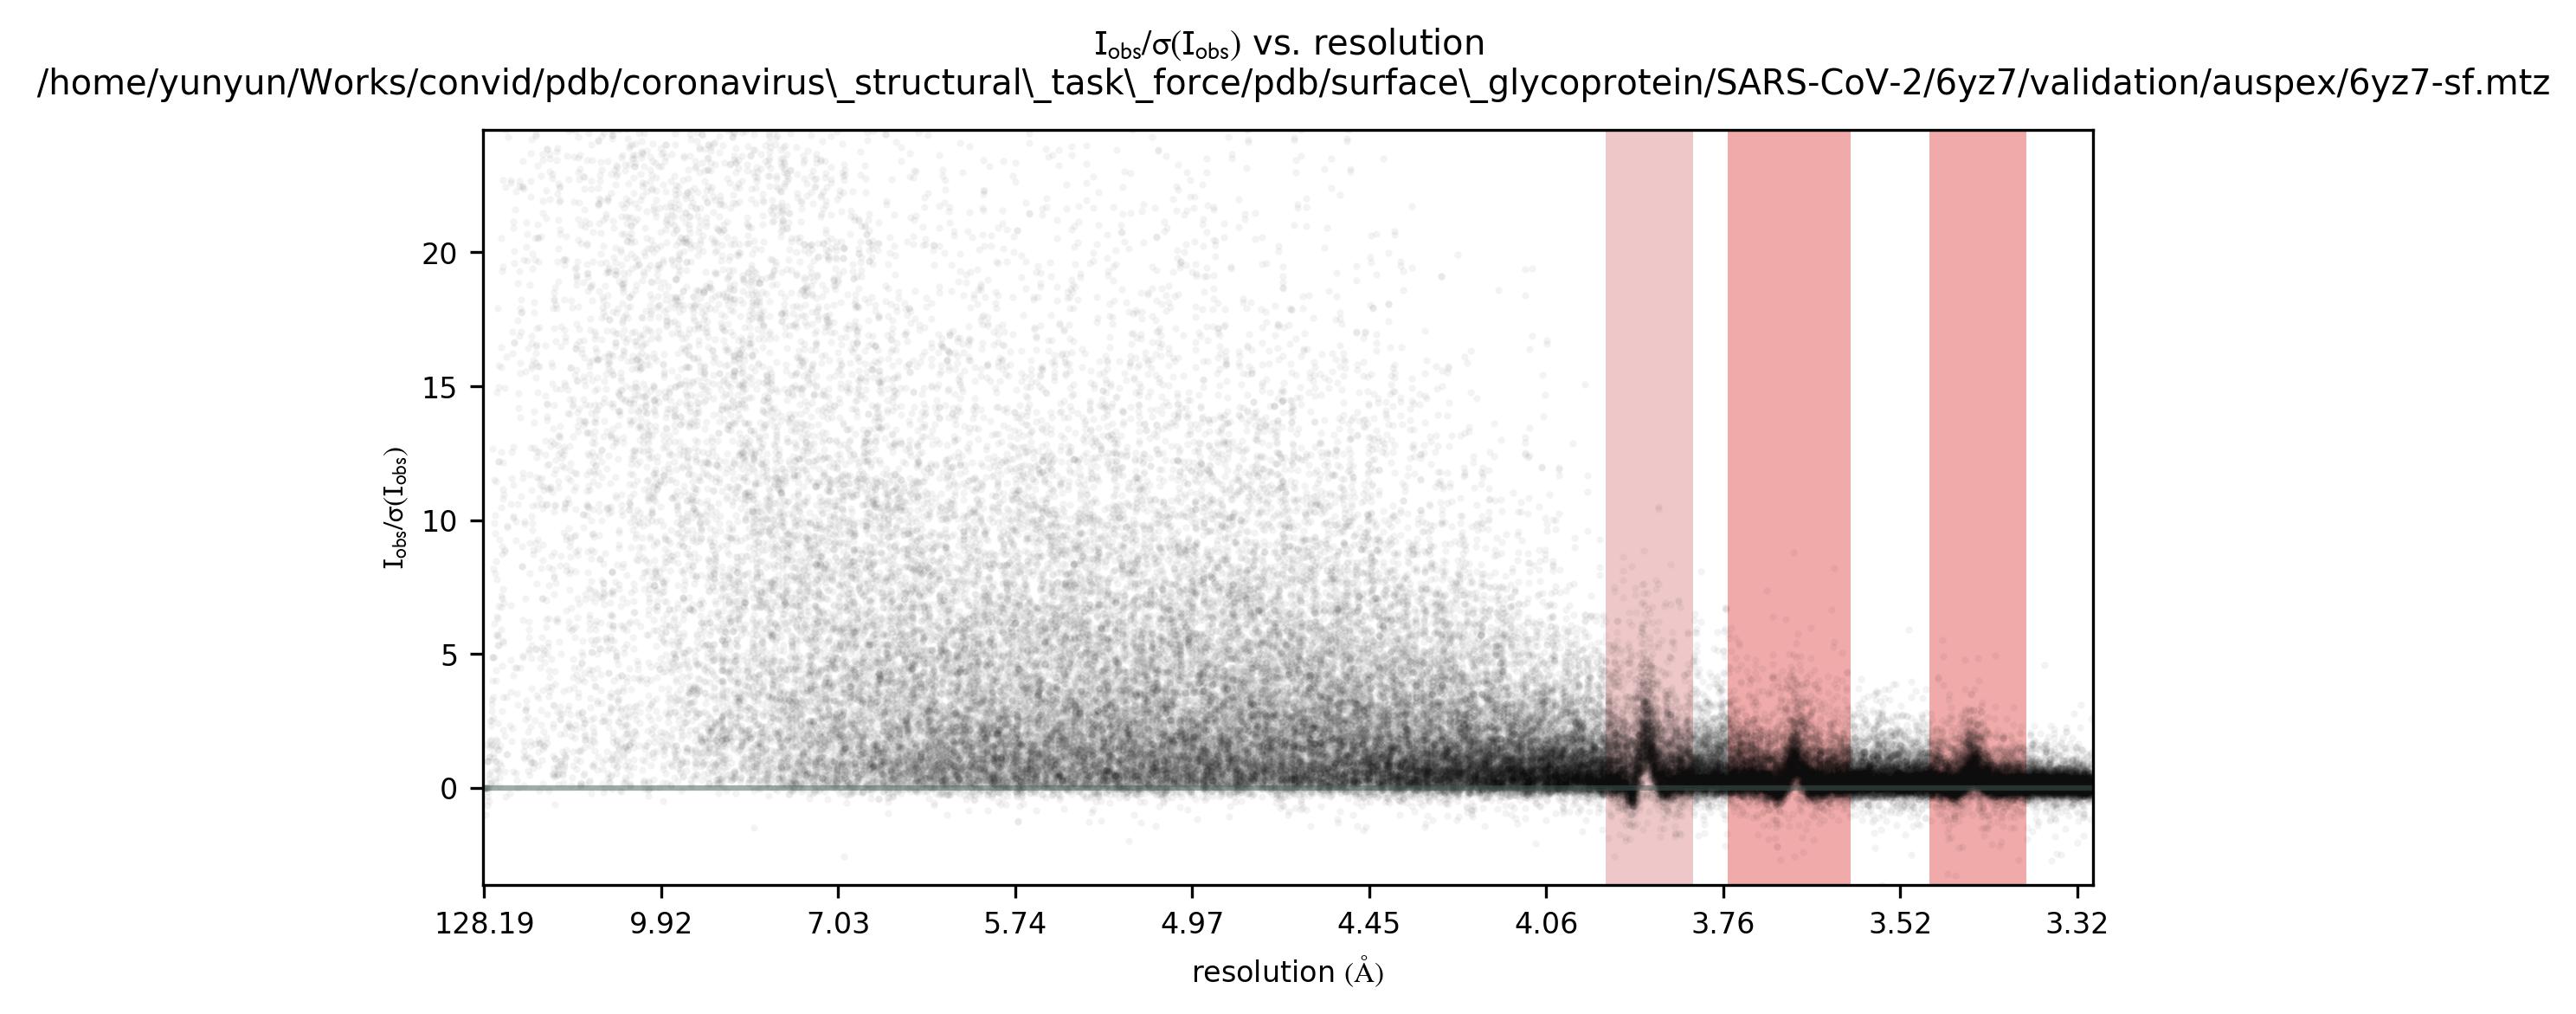 Iobs/σ(Iobs) vs. resolution
/home/yunyun/Works/convid/pdb/coronavirus\_structural\_task\_force/pdb/surface\_glycoprotein/SARS-CoV-2/6yz7/validation/auspex/6yz7-sf.mtz
Iobs/σ(Iobs)
20
15
10
5
0
128.19 9.92 7.03 5.74 4.97 4.45 4.06 3.76 3.52 3.32
resolution (Å)